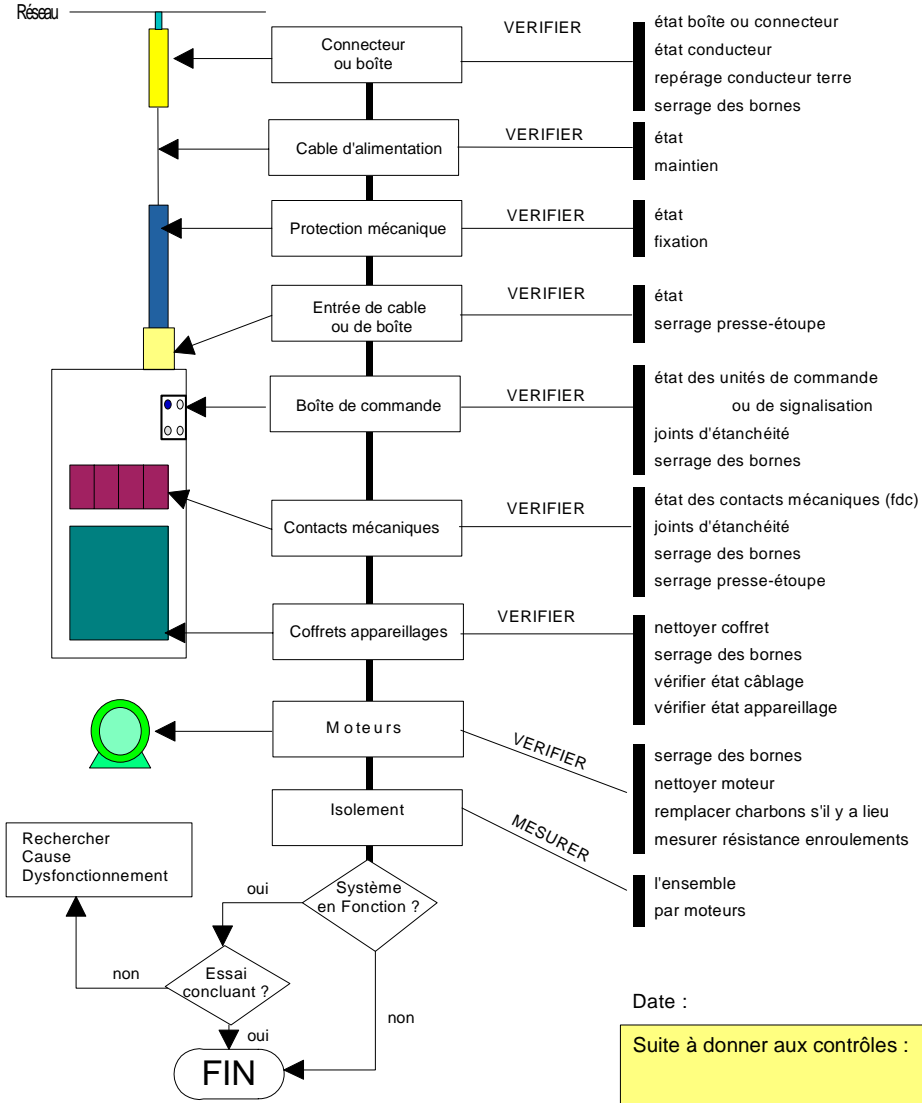 Réseau
Connecteur
ou boîte
VERIFIER
état boîte ou connecteur
état conducteur
repérage conducteur terre
serrage des bornes
Cable d'alimentation
VERIFIER
état
maintien
Protection mécanique
VERIFIER
état
fixation
Entrée de cable
ou de boîte
VERIFIER
état
serrage presse-étoupe
Boîte de commande
VERIFIER
état des unités de commande
ou de signalisation
joints d'étanchéité
serrage des bornes
Contacts mécaniques
VERIFIER
état des contacts mécaniques (fdc)
joints d'étanchéité
serrage des bornes
serrage presse-étoupe
Coffrets appareillages
VERIFIER
nettoyer coffret
serrage des bornes
vérifier état câblage
vérifier état appareillage
Moteurs
VERIFIER
serrage des bornes
nettoyer moteur
remplacer charbons s'il y a lieu
mesurer résistance enroulements
Isolement
MESURER
l'ensemble
par moteurs
Rechercher
Cause
Dysfonctionnement
oui
Système
en Fonction ?
non
Essai
concluant ?
non
oui
FIN
Date :
Suite à donner aux contrôles :